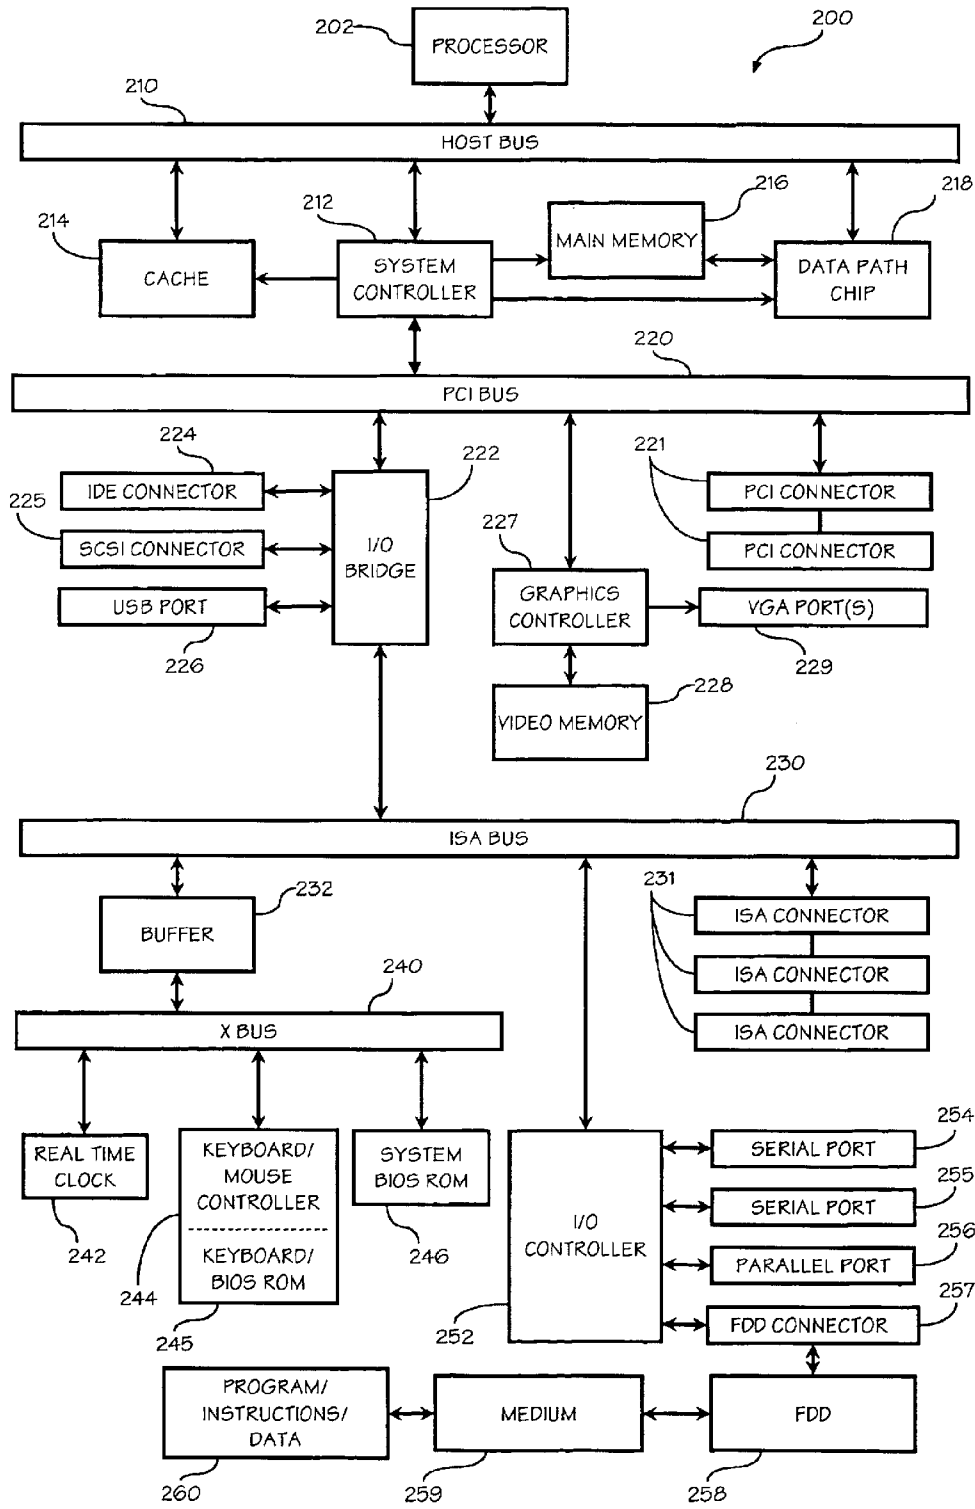 202
PROCESSOR
200
210
HOST BUS
214
212
216
218
CACHE
SYSTEM
CONTROLLER
MAIN MEMORY
DATA PATH
CHIP
220
PCI BUS
224
222
221
IDE CONNECTOR
PCI CONNECTOR
225
227
SCSI CONNECTOR
I/O
BRIDGE
PCI CONNECTOR
USB PORT
GRAPHICS
CONTROLLER
VGA PORT(S)
226
229
228
VIDEO MEMORY
230
ISA BUS
232
231
BUFFER
ISA CONNECTOR
ISA CONNECTOR
240
X BUS
ISA CONNECTOR
REAL TIME
CLOCK
KEYBOARD/
MOUSE
CONTROLLER
KEYBOARD/
BIOS ROM
SYSTEM
BIOS ROM
242
244
245
246
I/O
CONTROLLER
252
254
SERIAL PORT
255
SERIAL PORT
256
PARALLEL PORT
257
FDD CONNECTOR
PROGRAM/
INSTRUCTIONS/
DATA
MEDIUM
FDD
260
259
258